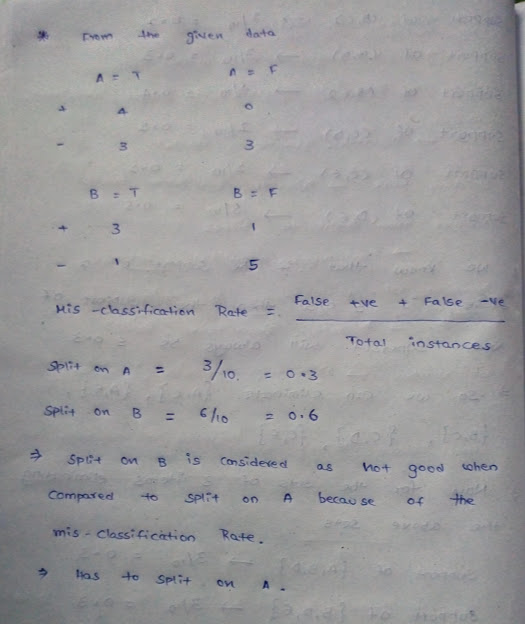 * From the given data
A = T A = F
+ 4 0
- 3 3
B = T B = F
+ 3 1
- 1 5
Mis-classification Rate = False +ve + False -ve
Total instances
Split on A = 3/10 = 0.3
Split on B = 6/10 = 0.6
⇒ Split on B is Considered as not good when
Compared to split on A because of the
mis-classification Rate.
⇒ Has to split on A.